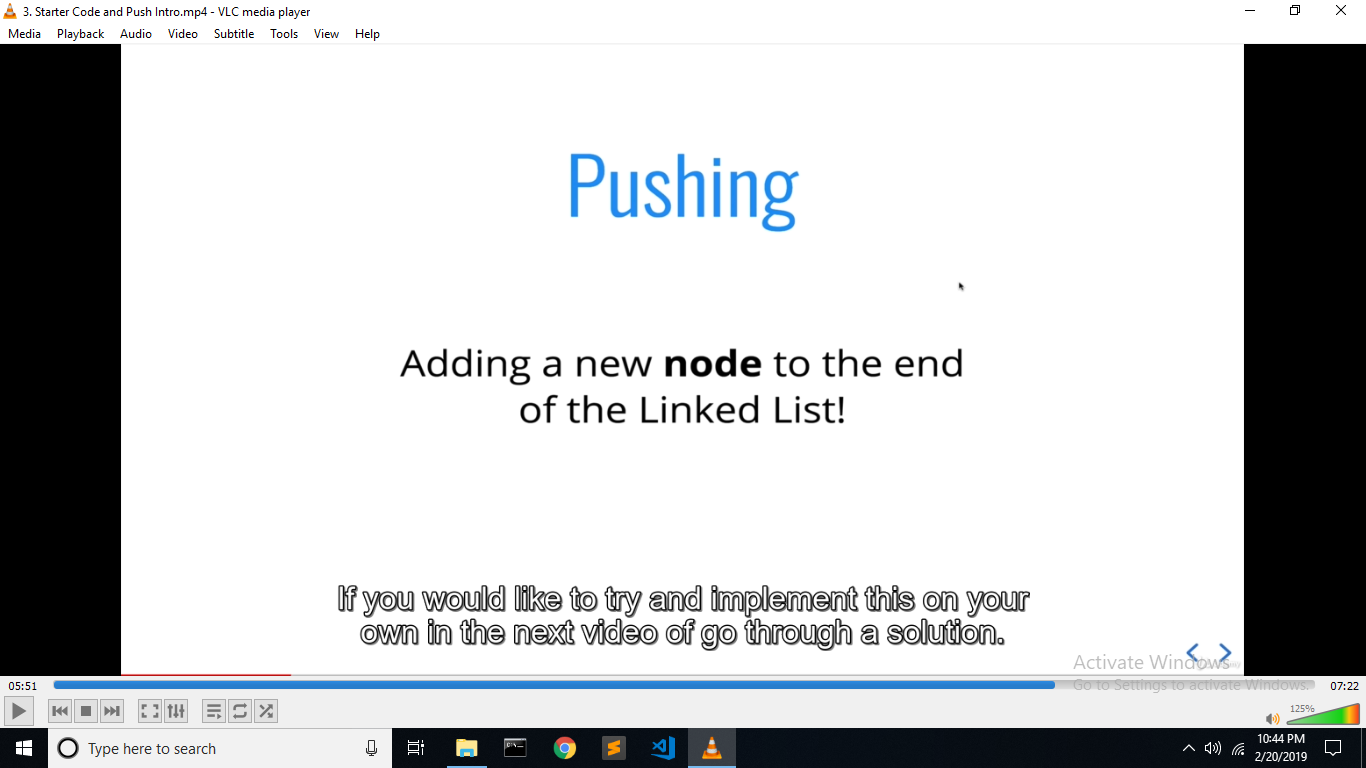 3. Starter Code and Push Intro.mp4 - VLC media player
Media Playback Audio Video Subtitle Tools View Help
Pushing
Adding a new node to the end
of the Linked List!
If you would like to try and implement this on your
own in the next video of go through a solution.
Activate Windows
Go to Settings to activate Windows.
05:51
07:22
125%
Type here to search
10:44 PM
2/20/2019